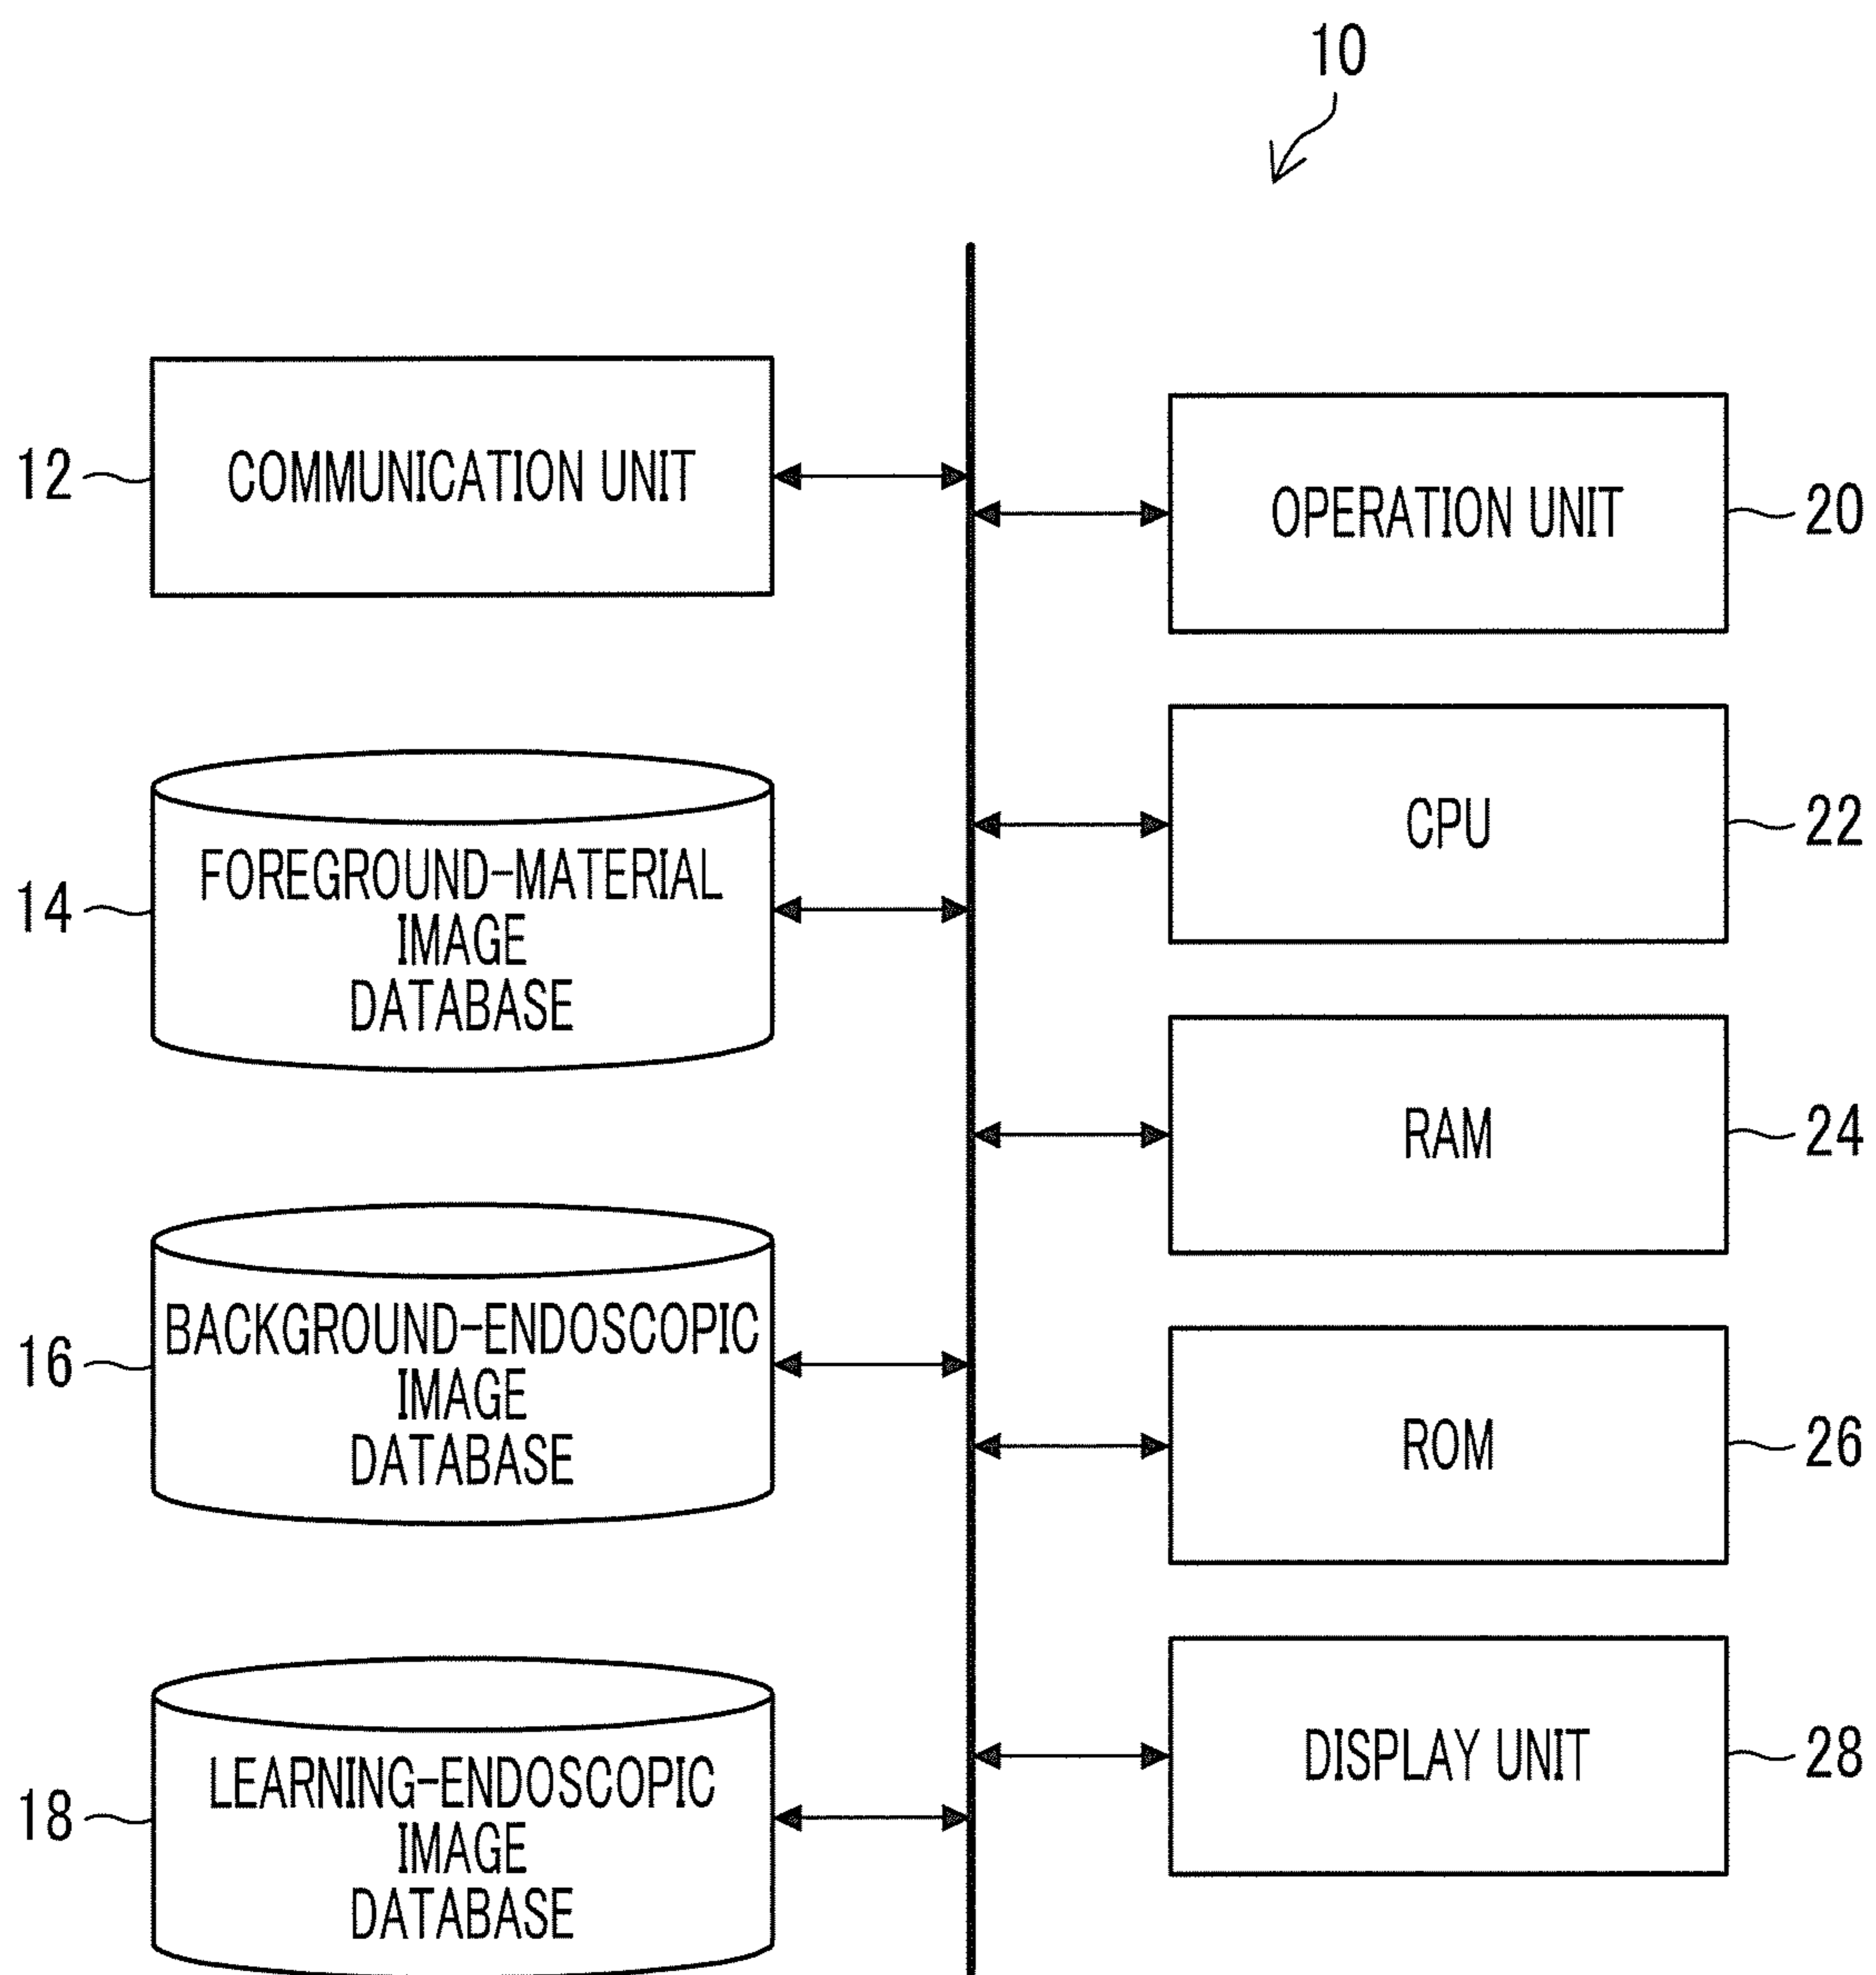 10
12
COMMUNICATION UNIT
14
FOREGROUND-MATERIAL
IMAGE
DATABASE
16
BACKGROUND-ENDOSCOPIC
IMAGE
DATABASE
18
LEARNING-ENDOSCOPIC
IMAGE
DATABASE
OPERATION UNIT
20
CPU
22
RAM
24
ROM
26
DISPLAY UNIT
28